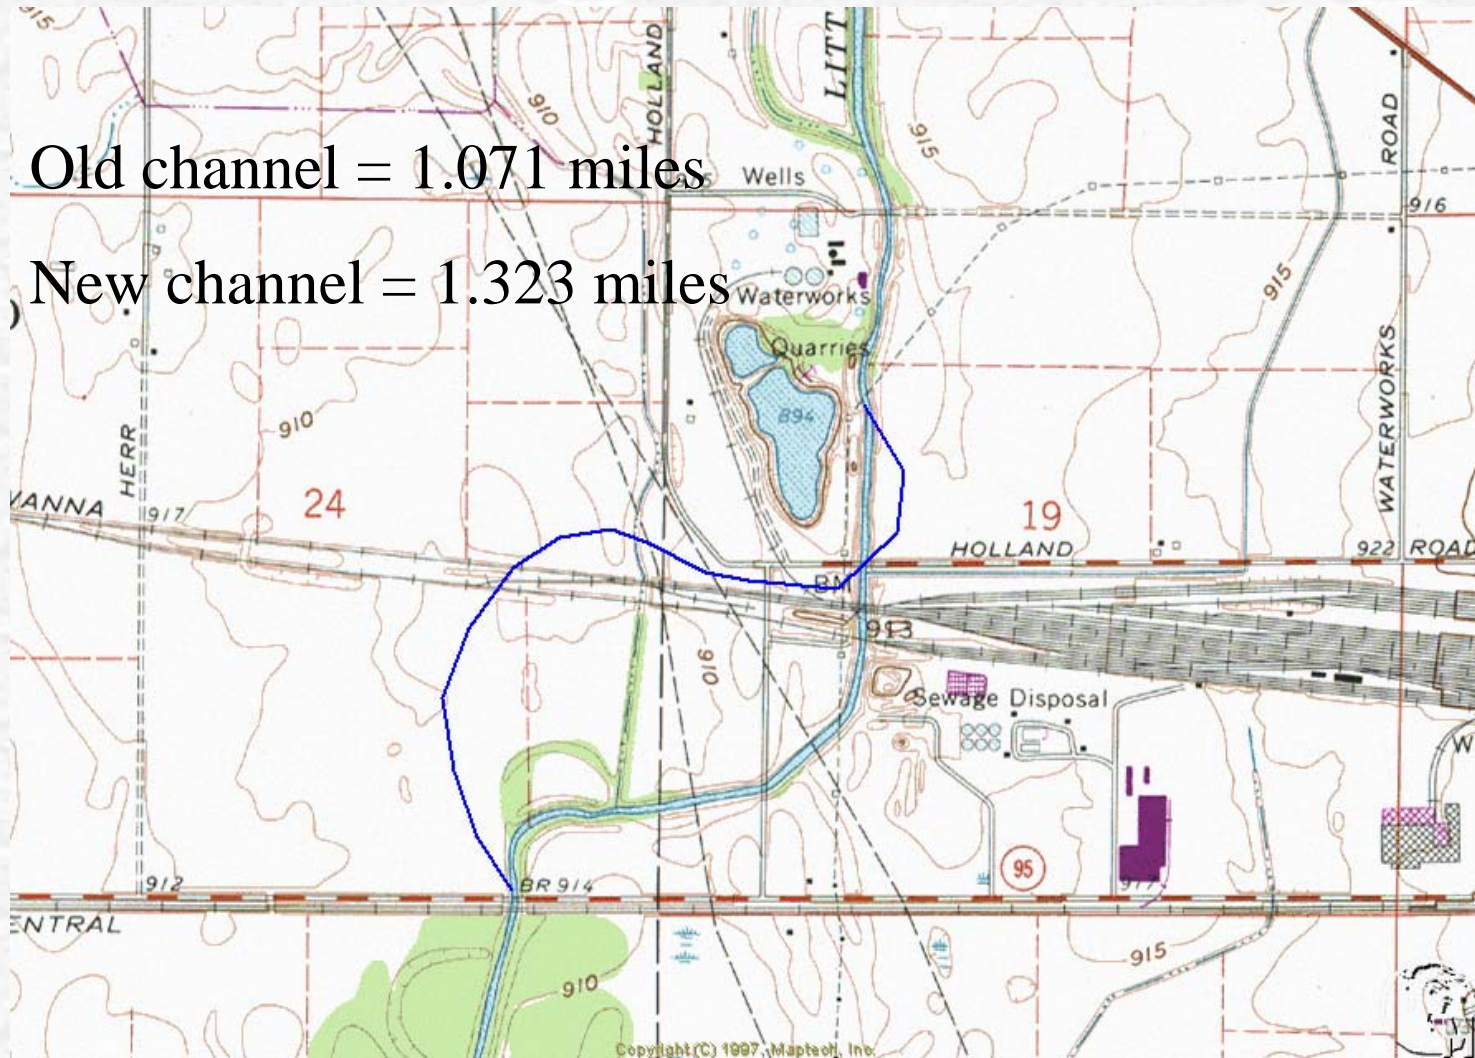 915
HOLLAND
LITT
910
915
ROAD
Old channel = 1.071 miles
Wells
916
New channel = 1.323 miles
Waterworks
915
Quarries
WATERWORKS
894
910
HERR
VANNA
917
24
19
HOLLAND
922
ROAD
BM
913
910
Sewage Disposal
W
95
912
BR 914
917
ENTRAL
915
910
Copyright (C) 1997, Maptech, Inc.